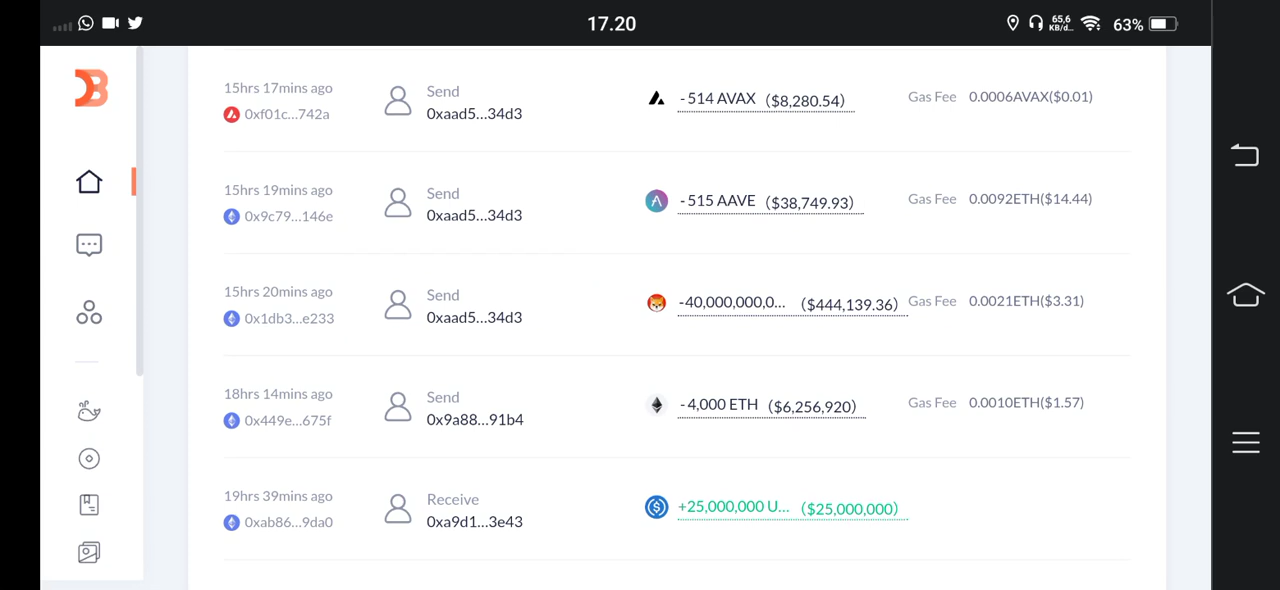 17.20
65,6
KB/d...
63%
15hrs 17mins ago
0xf01c...742a
Send
0xaad5...34d3
- 514 AVAX ($8,280.54)
Gas Fee 0.0006AVAX($0.01)
15hrs 19mins ago
0x9c79...146e
Send
0xaad5...34d3
- 515 AAVE ($38,749.93)
Gas Fee 0.0092ETH($14.44)
15hrs 20mins ago
0x1db3...e233
Send
0xaad5...34d3
-40,000,000,0... ($444,139.36)
Gas Fee 0.0021ETH($3.31)
18hrs 14mins ago
0x449e...675f
Send
0x9a88...91b4
- 4,000 ETH ($6,256,920)
Gas Fee 0.0010ETH($1.57)
19hrs 39mins ago
0xab86...9da0
Receive
0xa9d1...3e43
+25,000,000 U... ($25,000,000)